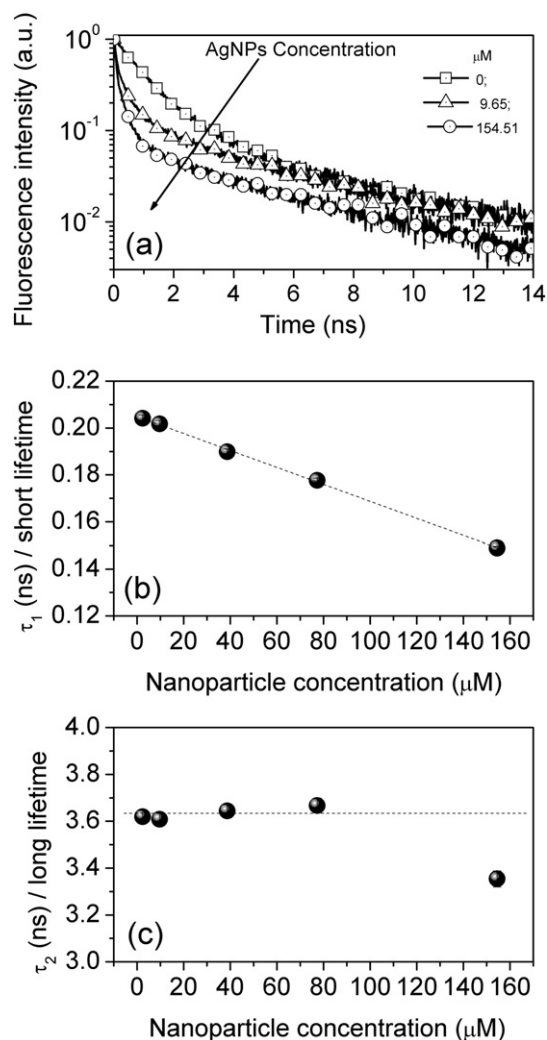 AgNPs Concentration
μM
0;
9.65;
154.51
10⁰
10⁻¹
10⁻²
Fluorescence intensity (a.u.)
(a)
0 2 4 6 8 10 12 14
Time (ns)
0.22
0.20
0.18
0.16
0.14
0.12
τ₁ (ns) / short lifetime
(b)
0 20 40 60 80 100 120 140 160
Nanoparticle concentration (μM)
4.0
3.8
3.6
3.4
3.2
3.0
τ₂ (ns) / long lifetime
(c)
0 20 40 60 80 100 120 140 160
Nanoparticle concentration (μM)